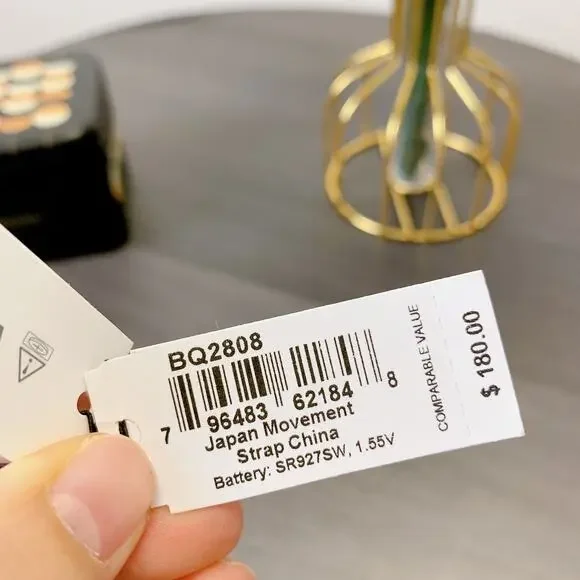 BQ2808
7 96483 62184 8
Japan Movement
Strap China
Battery: SR927SW, 1.55V
COMPARABLE VALUE
$ 180.00